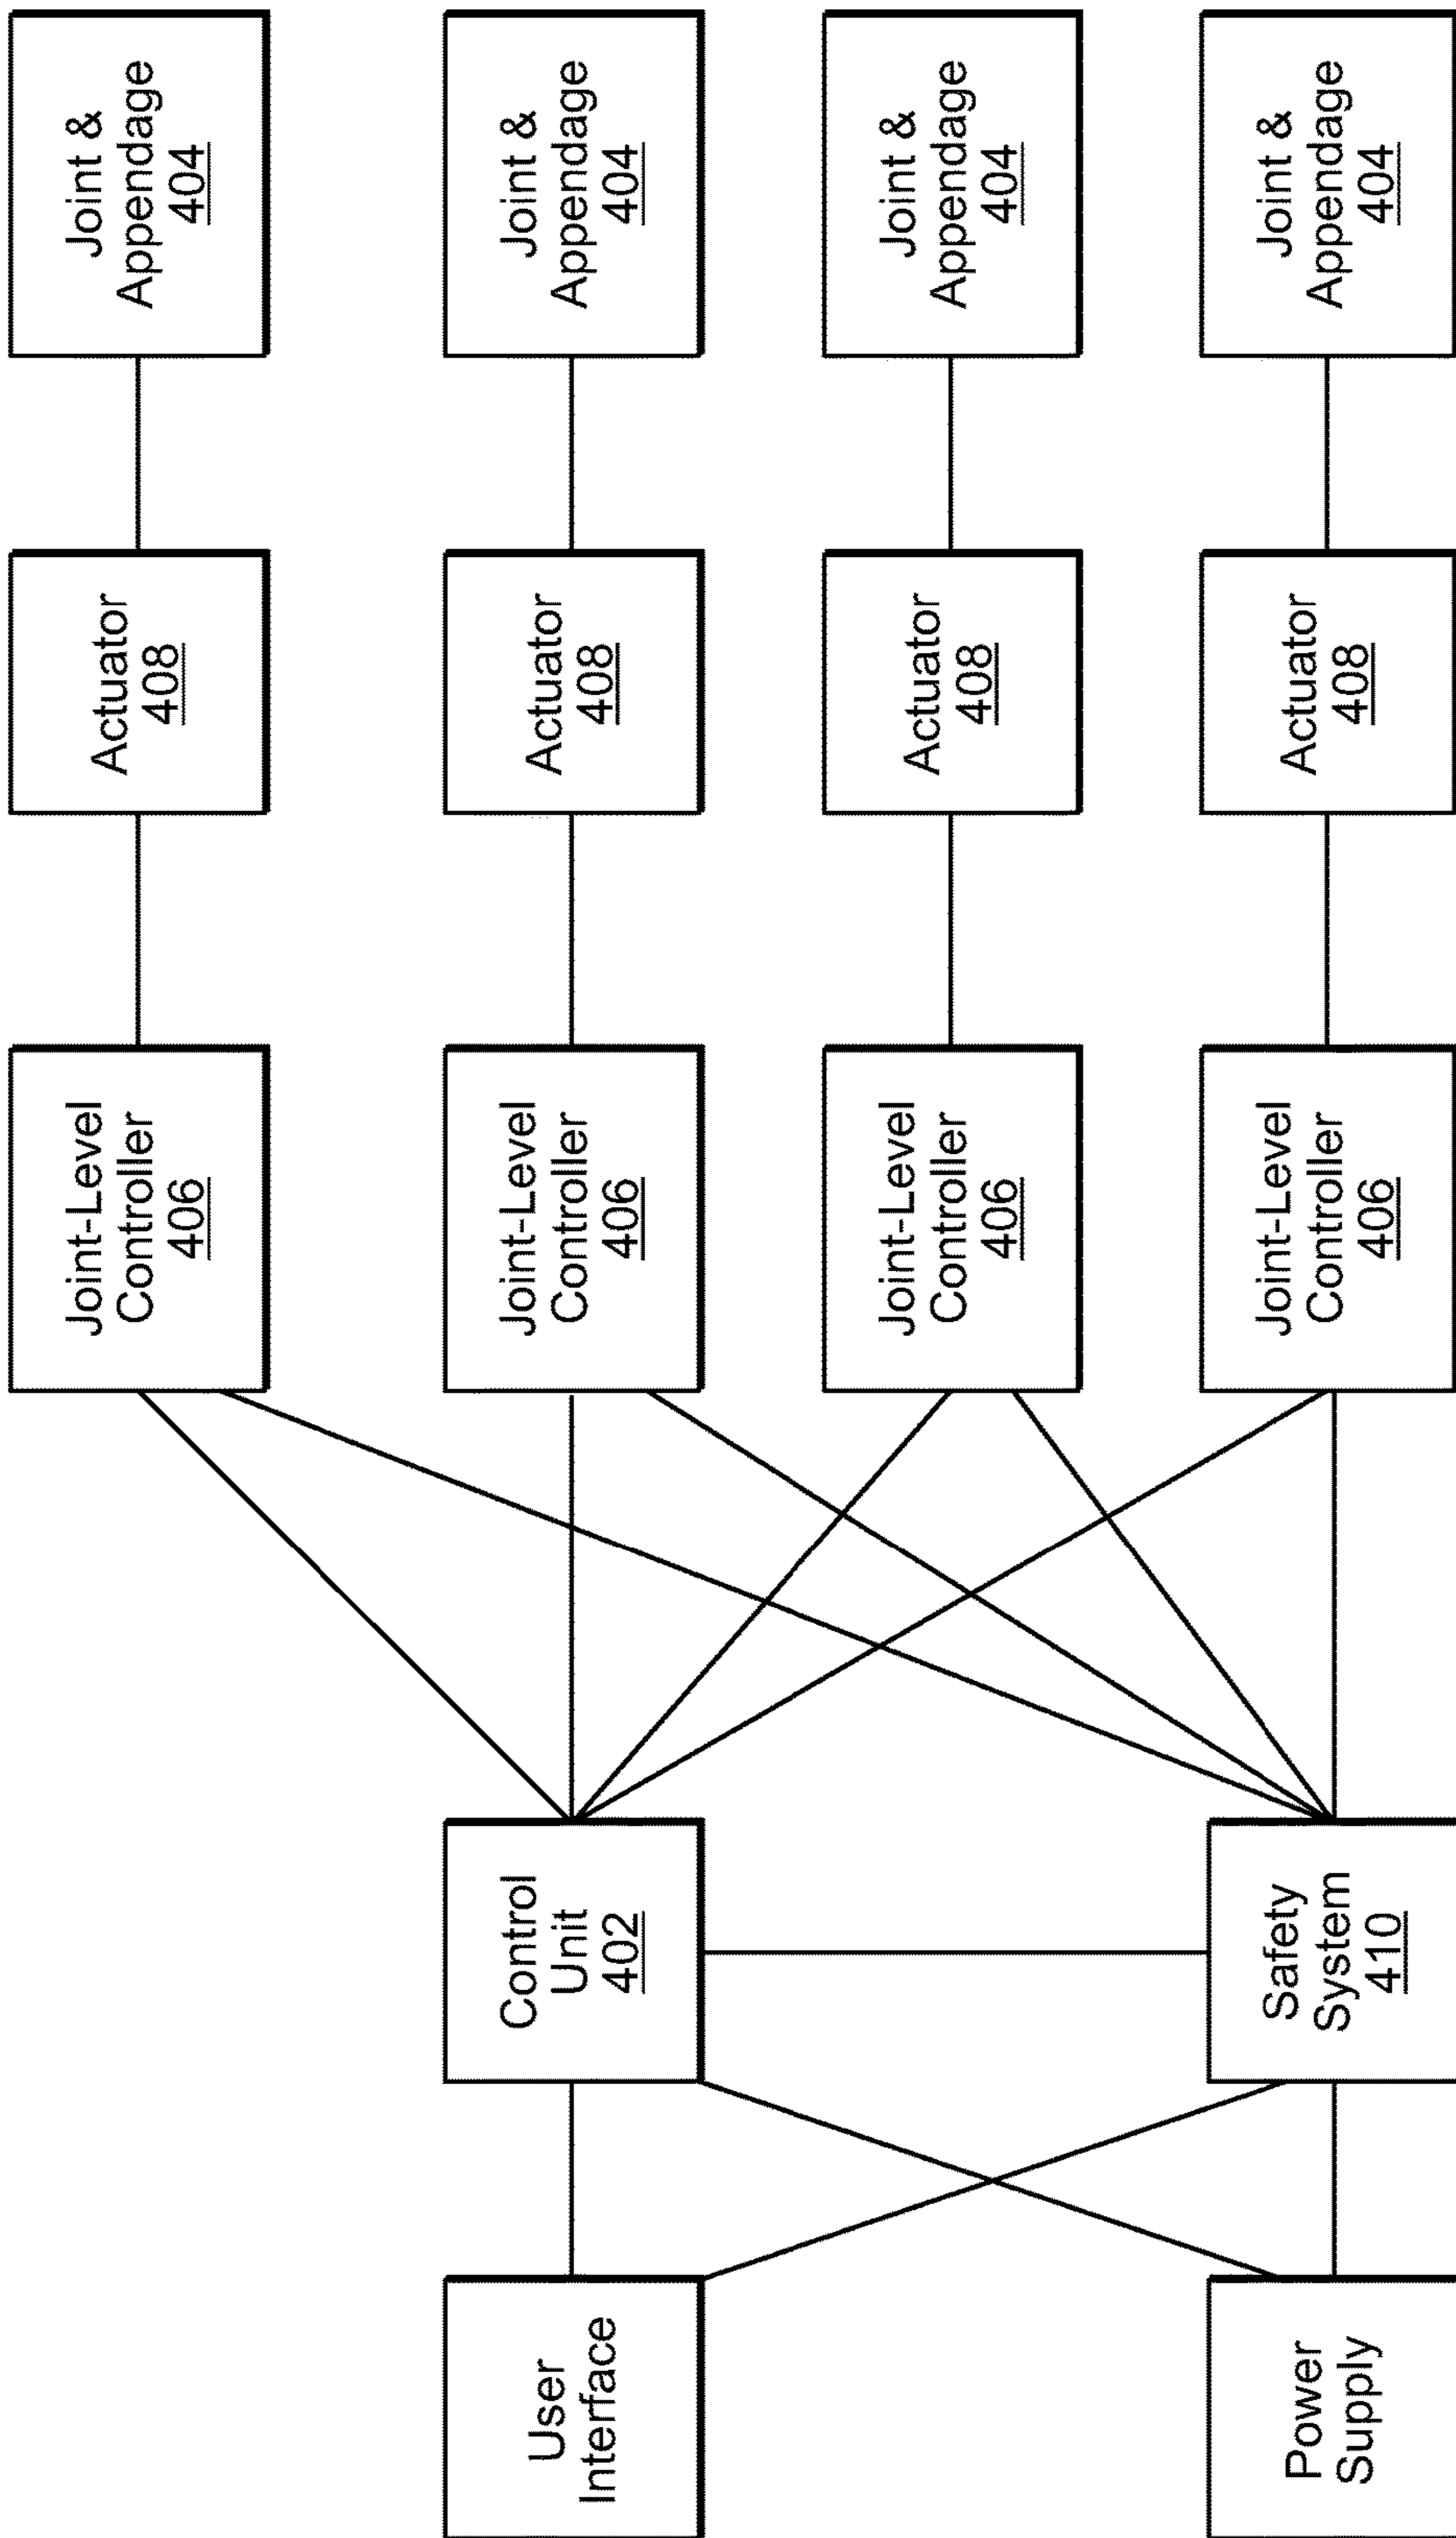 Joint &
Appendage
404
Actuator
408
Joint-Level
Controller
406
Joint &
Appendage
404
Actuator
408
Joint-Level
Controller
406
Control
Unit
402
User
Interface
Joint &
Appendage
404
Actuator
408
Joint-Level
Controller
406
Joint &
Appendage
404
Actuator
408
Joint-Level
Controller
406
Safety
System
410
Power
Supply